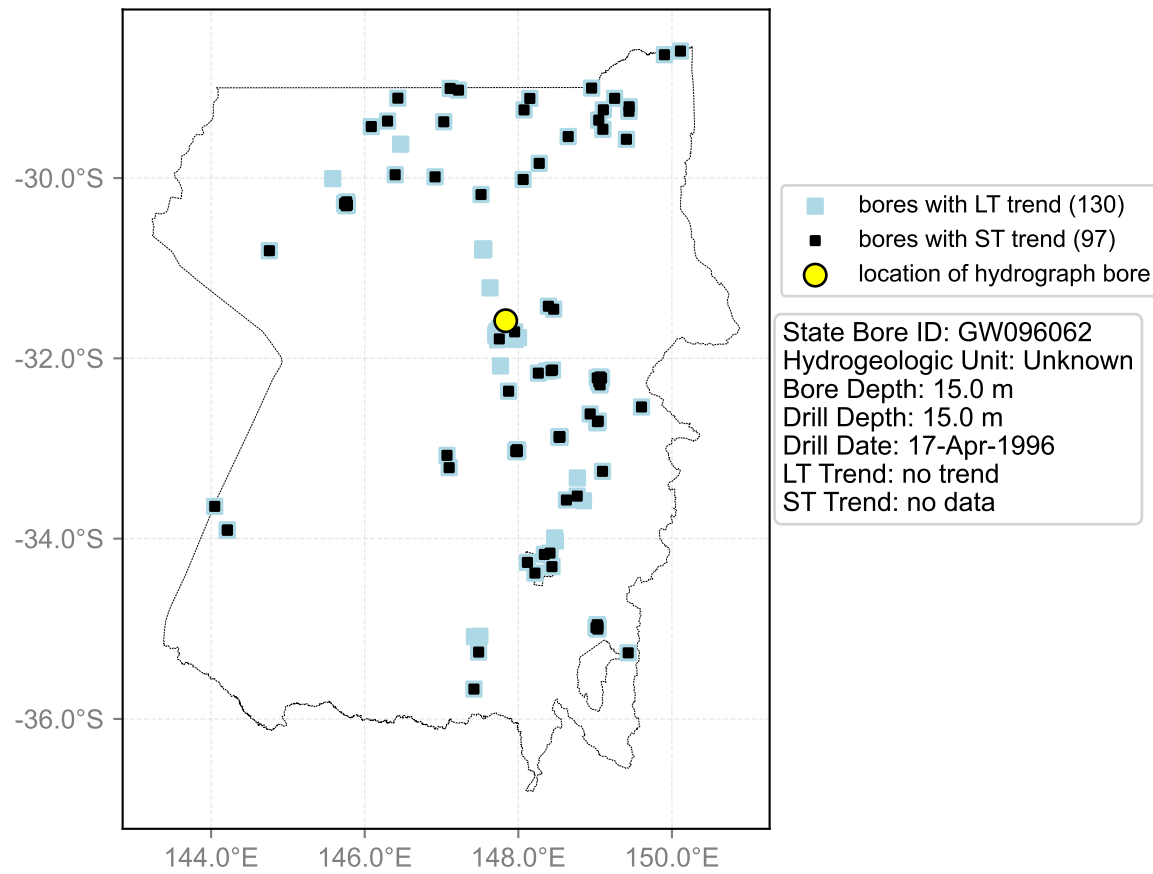 -30.0°S
-32.0°S
-34.0°S
-36.0°S
144.0°E 146.0°E 148.0°E 150.0°E
bores with LT trend (130)
bores with ST trend (97)
location of hydrograph bore
State Bore ID: GW096062
Hydrogeologic Unit: Unknown
Bore Depth: 15.0 m
Drill Depth: 15.0 m
Drill Date: 17-Apr-1996
LT Trend: no trend
ST Trend: no data